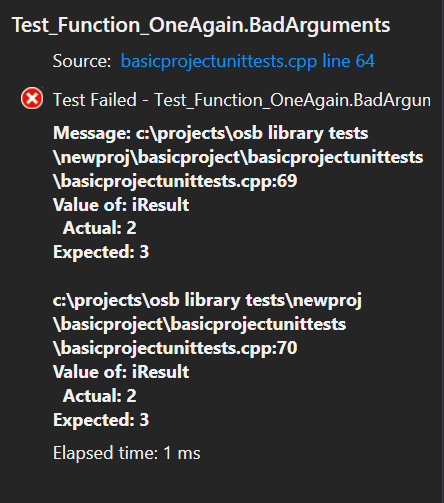 Test_Function_OneAgain.BadArguments
Source: basicprojectunittests.cpp line 64
Test Failed - Test_Function_OneAgain.BadArgun
Message: c:\projects\osb library tests
\newproj\basicproject\basicprojectunittests
\basicprojectunittests.cpp:69
Value of: iResult
Actual: 2
Expected: 3
c:\projects\osb library tests\newproj
\basicproject\basicprojectunittests
\basicprojectunittests.cpp:70
Value of: iResult
Actual: 2
Expected: 3
Elapsed time: 1 ms